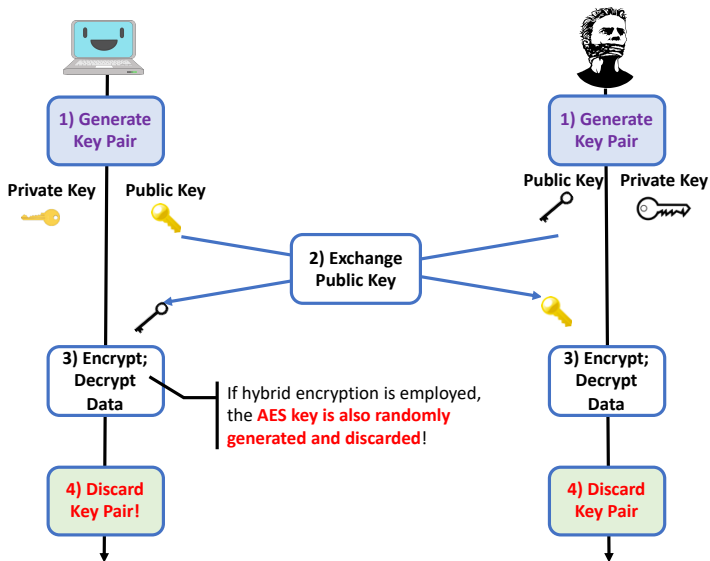 1) Generate
Key Pair
1) Generate
Key Pair
Private Key
Public Key
Public Key
Private Key
2) Exchange
Public Key
3) Encrypt;
Decrypt
Data
3) Encrypt;
Decrypt
Data
If hybrid encryption is employed,
the AES key is also randomly
generated and discarded!
4) Discard
Key Pair!
4) Discard
Key Pair